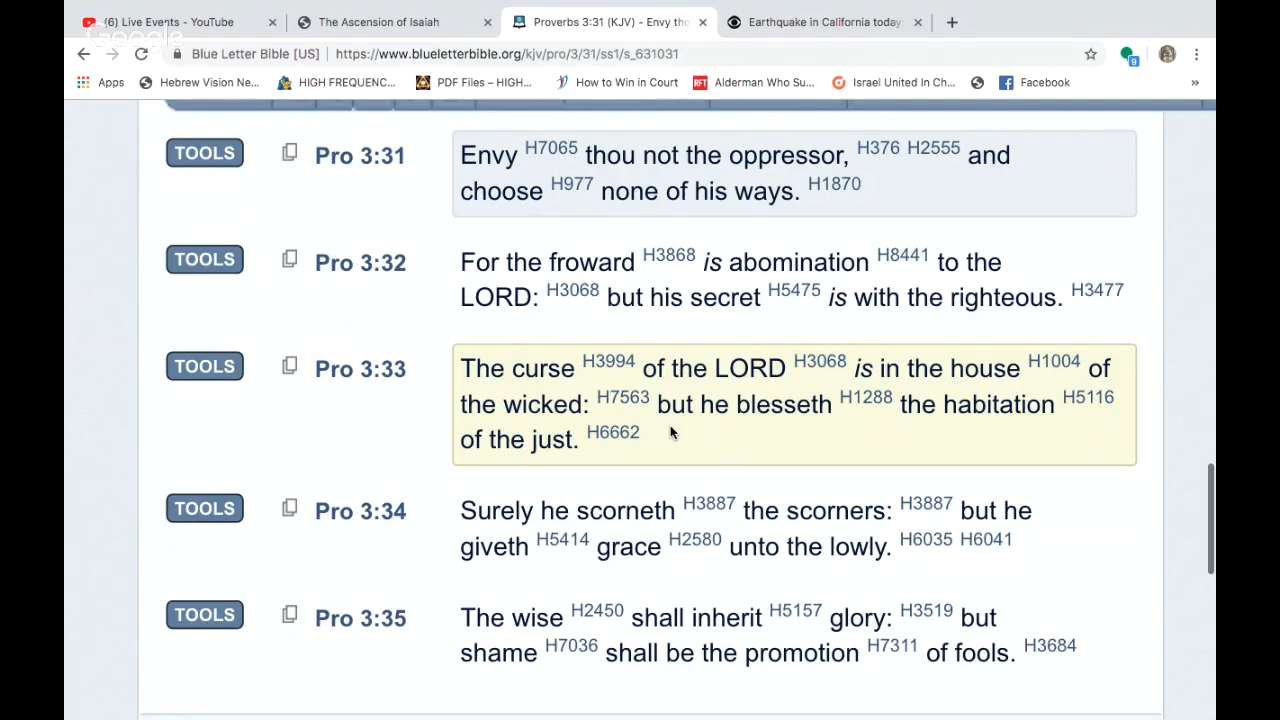 (6) Live Events - YouTube
The Ascension of Isaiah
Proverbs 3:31 (KJV) - Envy tho
Earthquake in California today:
Google
Blue Letter Bible [US] https://www.blueletterbible.org/kjv/pro/3/31/ss1/s_631031
9
Apps
Hebrew Vision Ne...
HIGH FREQUENC...
PDF Files – HIGH...
How to Win in Court
RFT Alderman Who Su...
Israel United In Ch...
Facebook
»
TOOLS Pro 3:31 Envy H7065 thou not the oppressor, H376 H2555 and
choose H977 none of his ways. H1870
TOOLS Pro 3:32 For the froward H3868 is abomination H8441 to the
LORD: H3068 but his secret H5475 is with the righteous. H3477
TOOLS Pro 3:33 The curse H3994 of the LORD H3068 is in the house H1004 of
the wicked: H7563 but he blesseth H1288 the habitation H5116
of the just. H6662
TOOLS Pro 3:34 Surely he scorneth H3887 the scorners: H3887 but he
giveth H5414 grace H2580 unto the lowly. H6035 H6041
TOOLS Pro 3:35 The wise H2450 shall inherit H5157 glory: H3519 but
shame H7036 shall be the promotion H7311 of fools. H3684